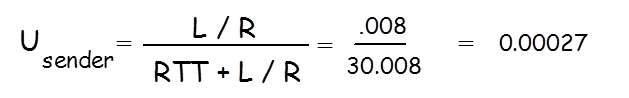 U sender = L / R / RTT + L / R = .008 / 30.008 = 0.00027